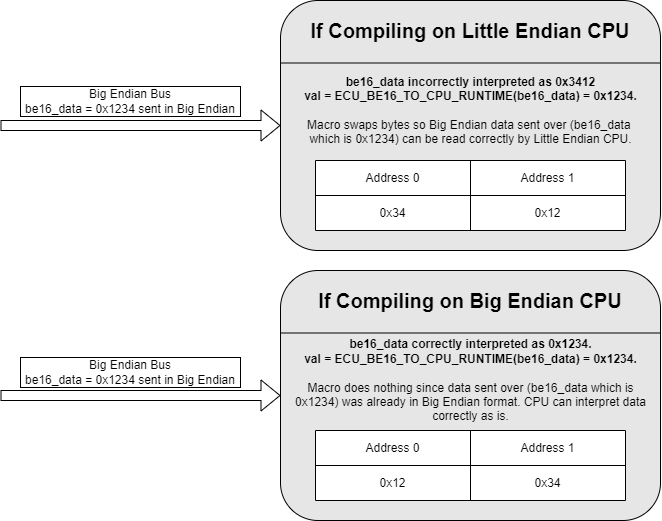 If Compiling on Little Endian CPU
be16_data incorrectly interpreted as 0x3412
val = ECU_BE16_TO_CPU_RUNTIME(be16_data) = 0x1234.
Big Endian Bus
be16_data = 0x1234 sent in Big Endian
Macro swaps bytes so Big Endian data sent over (be16_data
which is 0x1234) can be read correctly by Little Endian CPU.
Address 0 Address 1
0x34 0x12
If Compiling on Big Endian CPU
be16_data correctly interpreted as 0x1234.
val = ECU_BE16_TO_CPU_RUNTIME(be16_data) = 0x1234.
Big Endian Bus
be16_data = 0x1234 sent in Big Endian
Macro does nothing since data sent over (be16_data which is
0x1234) was already in Big Endian format. CPU can interpret data
correctly as is.
Address 0 Address 1
0x12 0x34